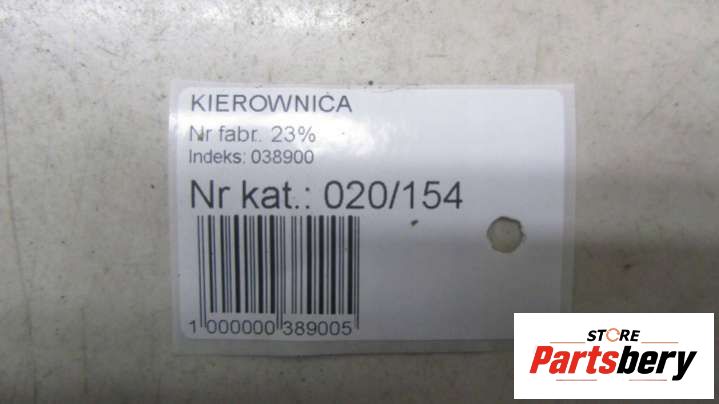 KIEROWNICA
Nr fabr. 23%
Indeks: 038900
Nr kat.: 020/154
1 000000 389005
STORE
Partsbery